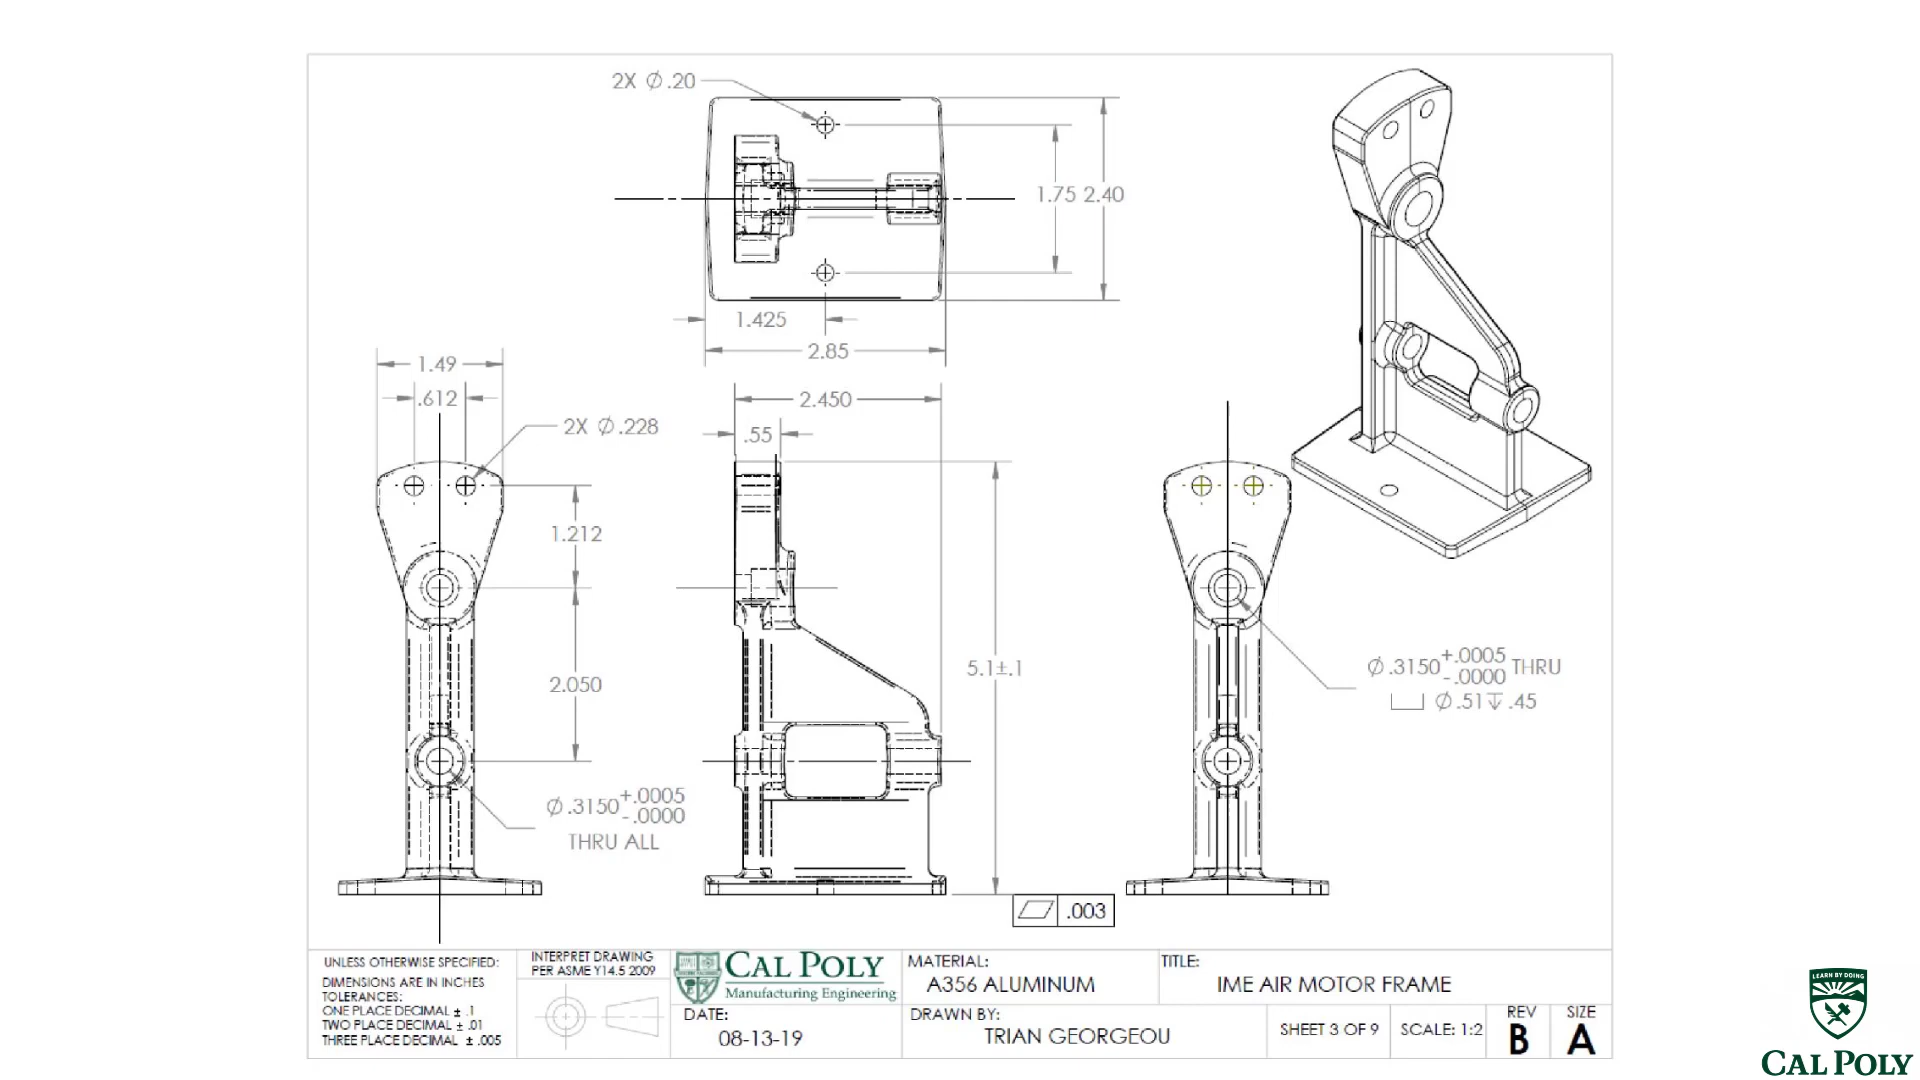 2X ⌀.20
1.75 2.40
1.425
2.85
1.49
.612
2X ⌀.228
2.450
.55
1.212
2.050
5.1±.1
⌀.3150 +.0005 -.0000
THRU ALL
⌀.3150 +.0005 -.0000 THRU
⌴ ⌀.51 ↧ .45
⏥ .003
UNLESS OTHERWISE SPECIFIED:
DIMENSIONS ARE IN INCHES
TOLERANCES:
ONE PLACE DECIMAL ± .1
TWO PLACE DECIMAL ± .01
THREE PLACE DECIMAL ± .005
INTERPRET DRAWING
PER ASME Y14.5 2009
CAL POLY
Manufacturing Engineering
DATE:
08-13-19
MATERIAL:
A356 ALUMINUM
DRAWN BY:
TRIAN GEORGEOU
TITLE:
IME AIR MOTOR FRAME
SHEET 3 OF 9
SCALE: 1:2
REV
B
SIZE
A
LEARN BY DOING
CAL POLY